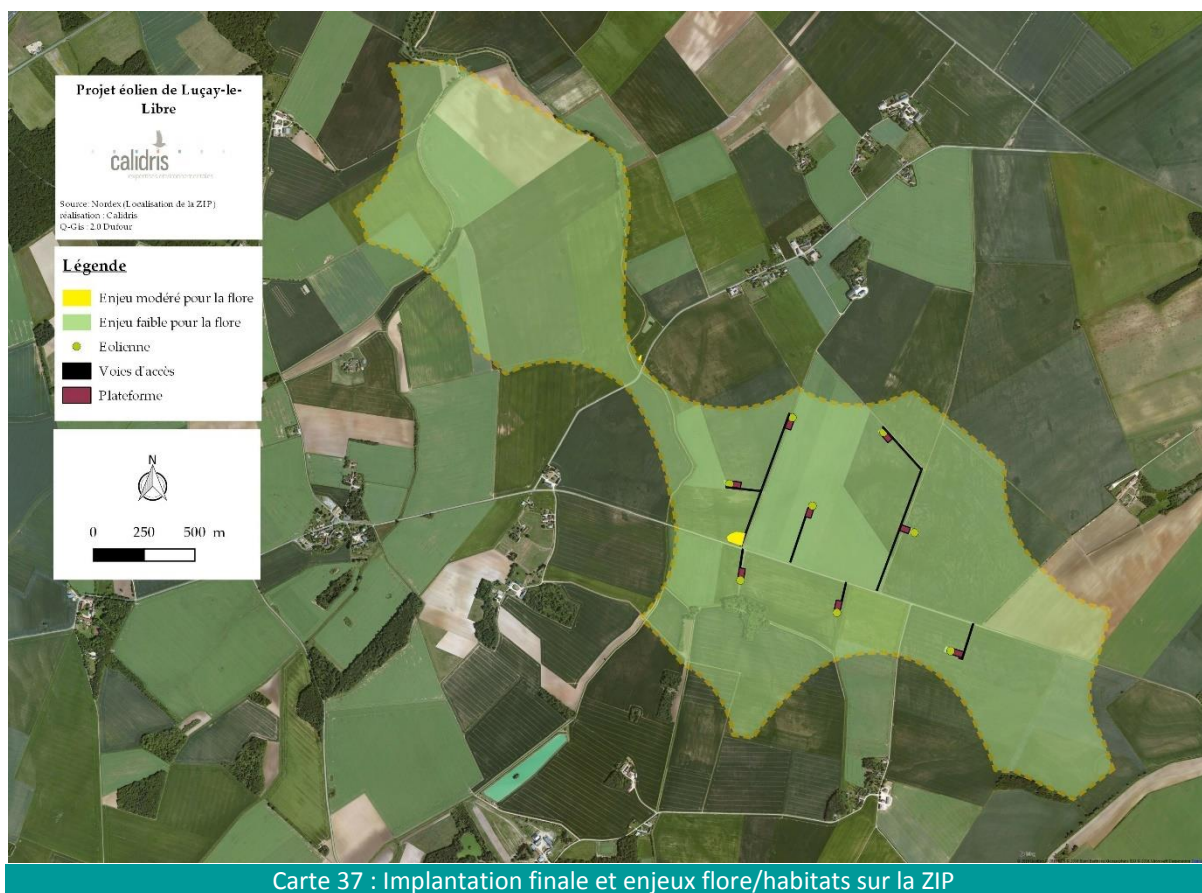 Projet éolien de Luçay-le-
Libre
calidris
Source: Nordex (Localisation de la ZIP)
réalisation : Calidris
Q-Gis : 2.0 Dufour
Légende
Enjeu modéré pour la flore
Enjeu faible pour la flore
Eolienne
Voies d'accès
Plateforme
N
0 250 500 m
Carte 37 : Implantation finale et enjeux flore/habitats sur la ZIP